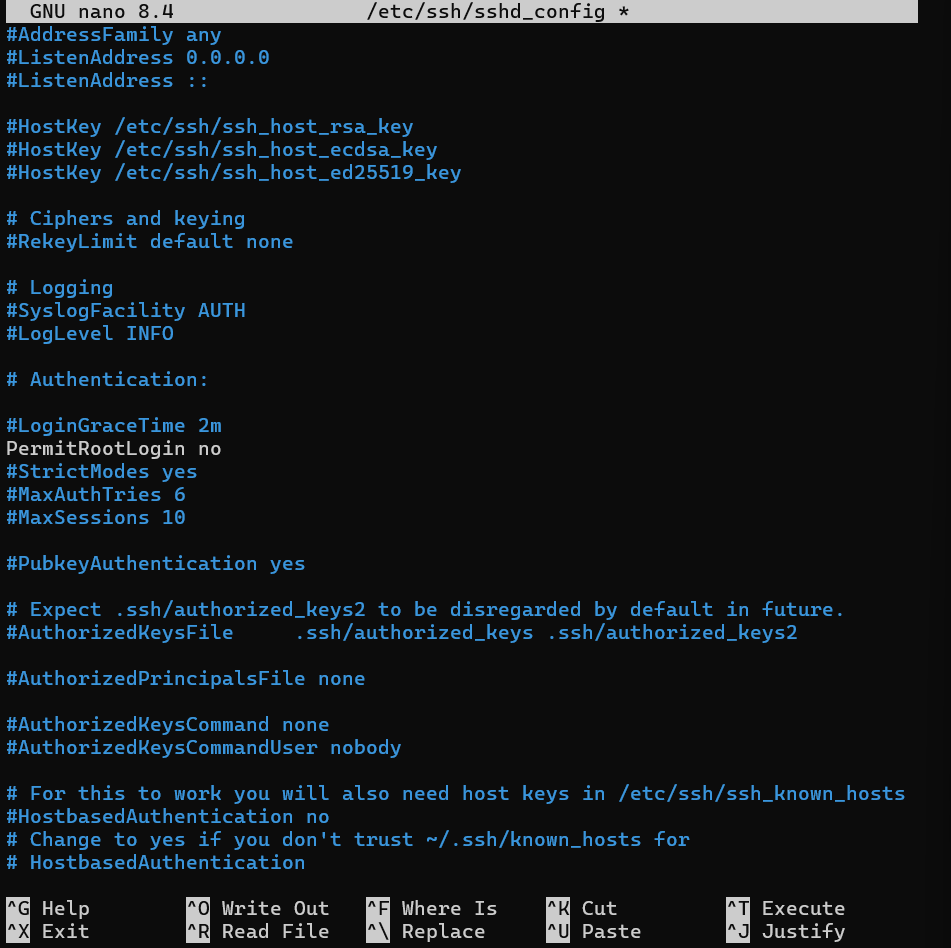 GNU nano 8.4 /etc/ssh/sshd_config *
#AddressFamily any
#ListenAddress 0.0.0.0
#ListenAddress ::
#HostKey /etc/ssh/ssh_host_rsa_key
#HostKey /etc/ssh/ssh_host_ecdsa_key
#HostKey /etc/ssh/ssh_host_ed25519_key
# Ciphers and keying
#RekeyLimit default none
# Logging
#SyslogFacility AUTH
#LogLevel INFO
# Authentication:
#LoginGraceTime 2m
PermitRootLogin no
#StrictModes yes
#MaxAuthTries 6
#MaxSessions 10
#PubkeyAuthentication yes
# Expect .ssh/authorized_keys2 to be disregarded by default in future.
#AuthorizedKeysFile     .ssh/authorized_keys .ssh/authorized_keys2
#AuthorizedPrincipalsFile none
#AuthorizedKeysCommand none
#AuthorizedKeysCommandUser nobody
# For this to work you will also need host keys in /etc/ssh/ssh_known_hosts
#HostbasedAuthentication no
# Change to yes if you don't trust ~/.ssh/known_hosts for
# HostbasedAuthentication
^G Help ^O Write Out ^F Where Is ^K Cut ^T Execute
^X Exit ^R Read File ^\ Replace ^U Paste ^J Justify